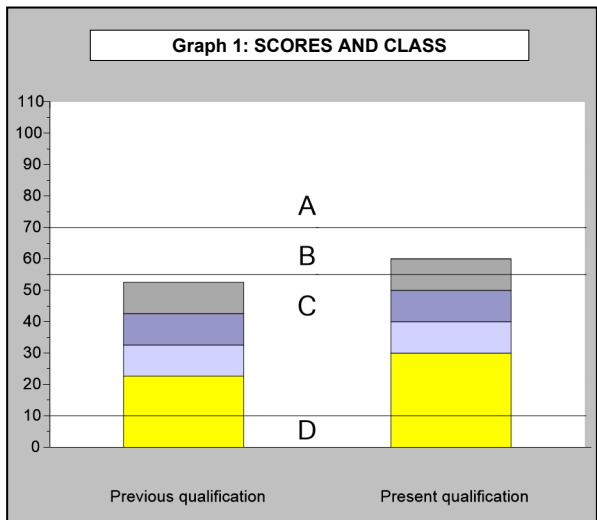 Graph 1: SCORES AND CLASS
110
100
90
80
A
70
60
B
50
C
40
30
20
10
D
0
Previous qualification Present qualification